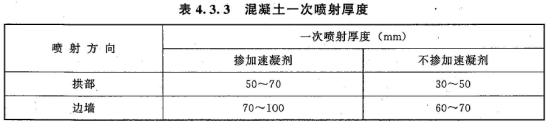 表 4.3.3 混凝土一次喷射厚度
喷射方向 一次喷射厚度（mm）
掺加速凝剂 不掺加速凝剂
拱部 50～70 30～50
边墙 70～100 60～70